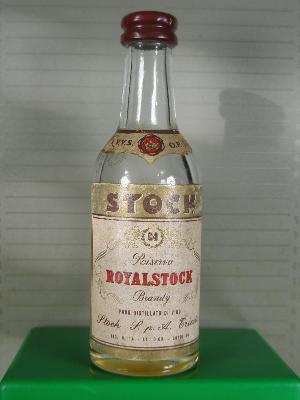 V.V.S. O.P.
STOCK
Riserva
ROYALSTOCK
Brandy
PURO DISTILLATO DI VINO
Stock S.p.A. Trieste